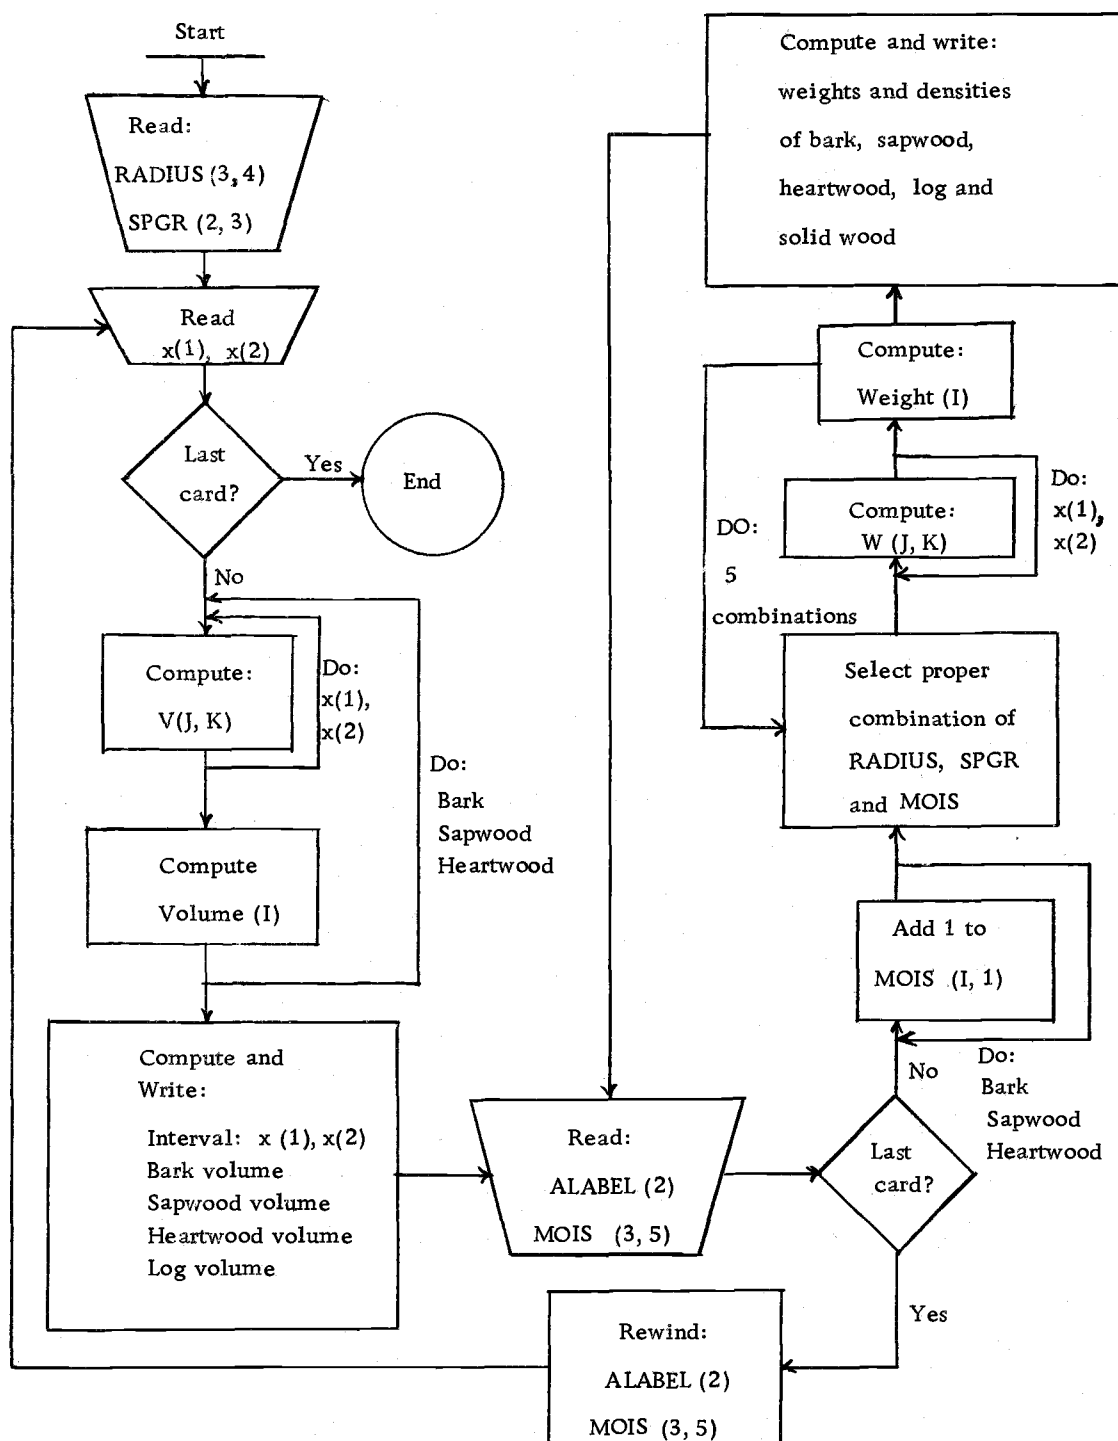 Start
Read:
RADIUS (3, 4)
SPGR (2, 3)
Read
x(1), x(2)
Last
card?
Yes
End
No
Compute:
V(J, K)
Do:
x(1),
x(2)
Compute
Volume (I)
Do:
Bark
Sapwood
Heartwood
Compute and
Write:
Interval: x (1), x(2)
Bark volume
Sapwood volume
Heartwood volume
Log volume
Read:
ALABEL (2)
MOIS (3, 5)
Last
card?
Yes
Rewind:
ALABEL (2)
MOIS (3, 5)
No
Do:
Bark
Sapwood
Heartwood
Add 1 to
MOIS (I, 1)
Select proper
combination of
RADIUS, SPGR
and MOIS
DO:
5
combinations
Compute:
W (J, K)
Do:
x(1),
x(2)
Compute:
Weight (I)
Compute and write:
weights and densities
of bark, sapwood,
heartwood, log and
solid wood